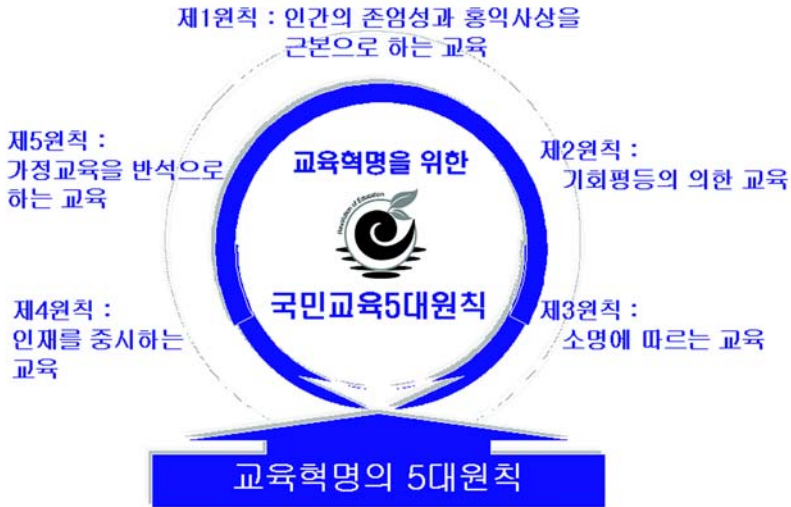 제1원칙 : 인간의 존엄성과 홍익사상을
근본으로 하는 교육
제5원칙 :
가정교육을 반석으로
하는 교육
교육혁명을 위한
Revolution of Education
국민교육5대원칙
제2원칙 :
기회평등의 의한 교육
제4원칙 :
인재를 중시하는
교육
제3원칙 :
소명에 따르는 교육
교육혁명의 5대원칙